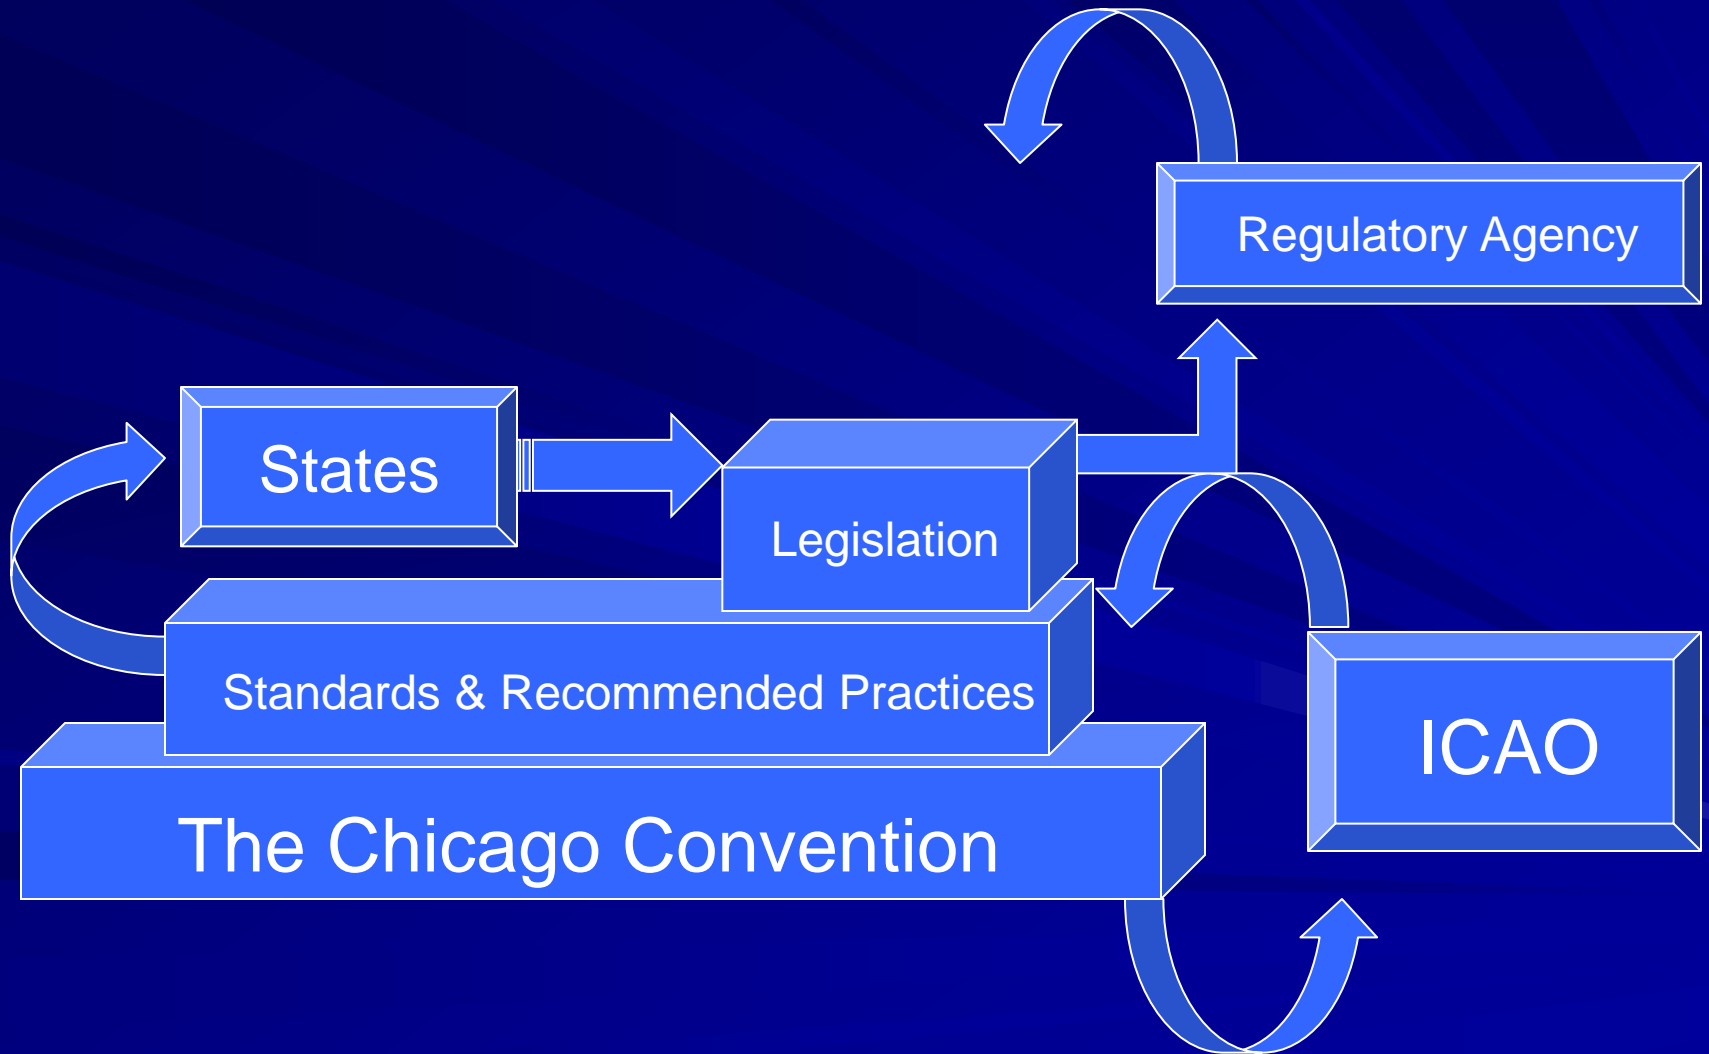 Regulatory Agency
States
Legislation
Standards & Recommended Practices
ICAO
The Chicago Convention